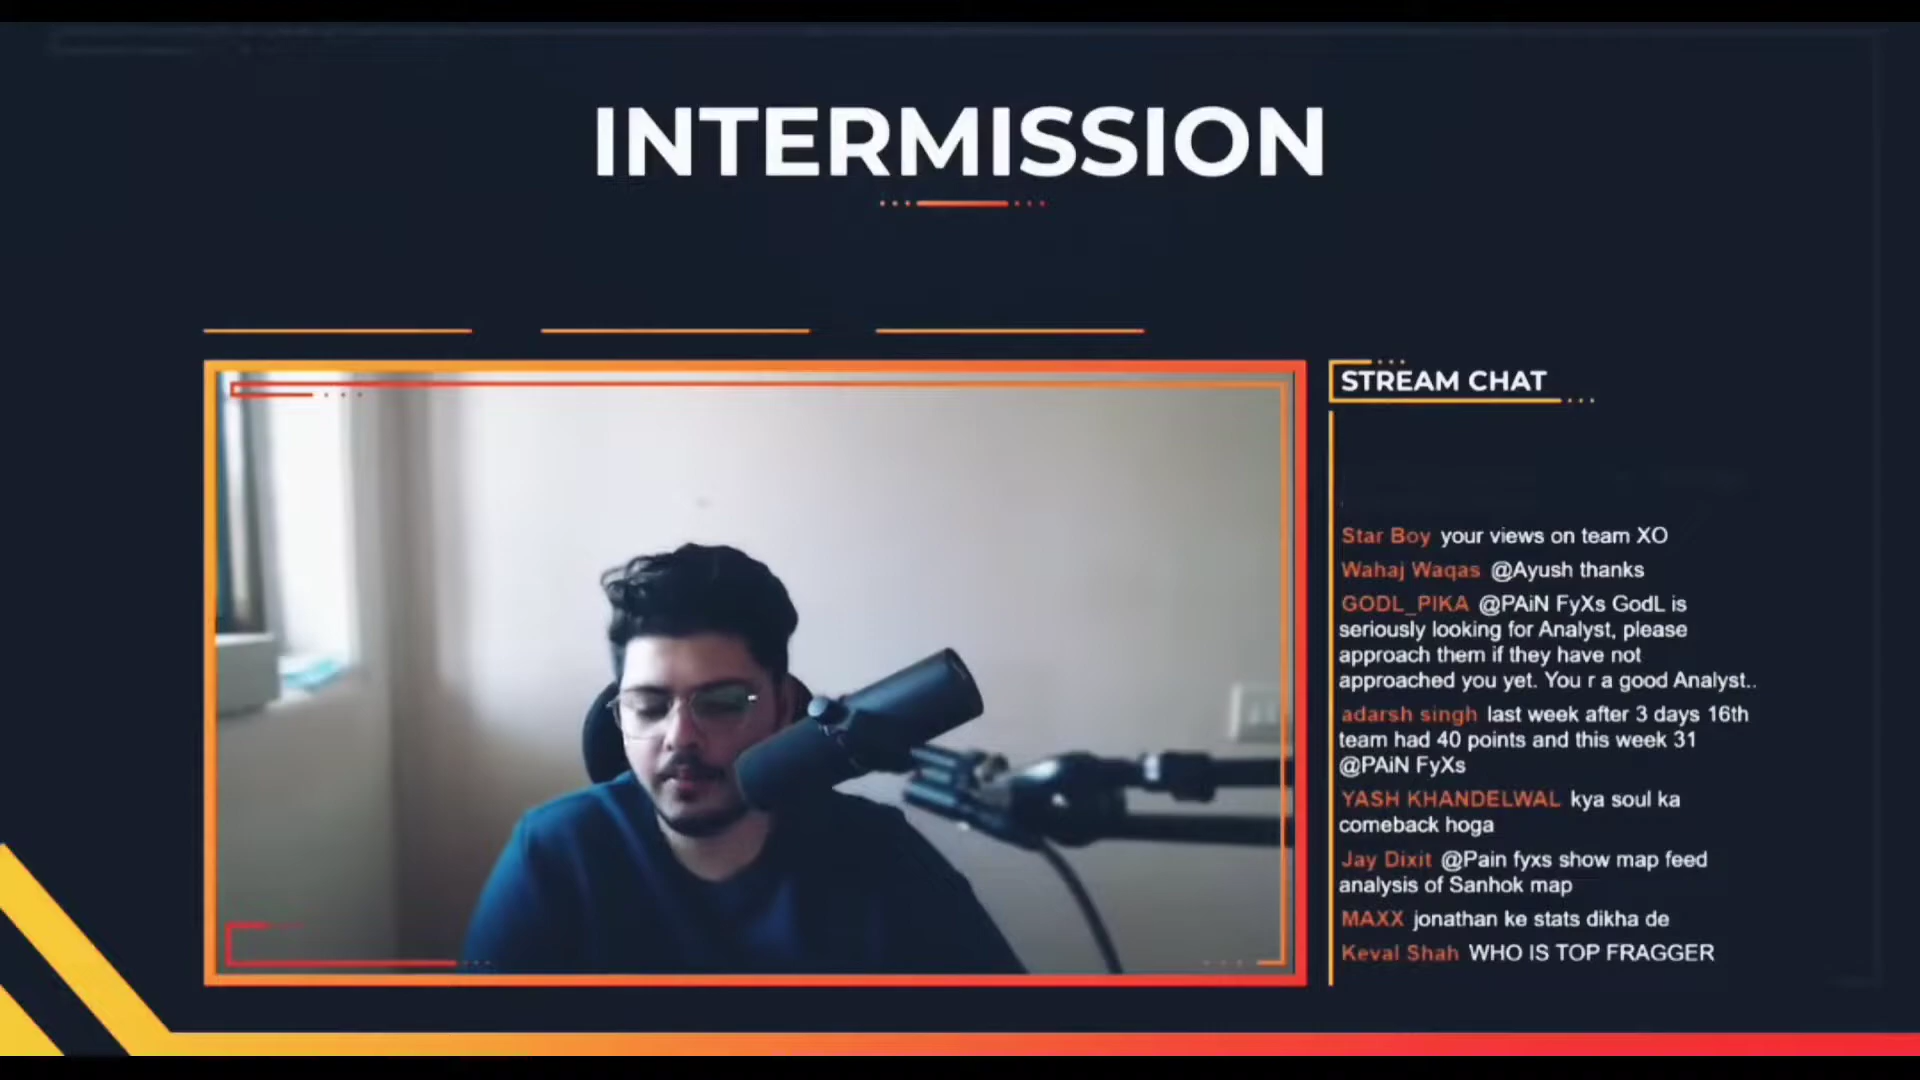 INTERMISSION
STREAM CHAT
Star Boy your views on team XO
Wahaj Waqas @Ayush thanks
GODL_PIKA @PAiN FyXs GodL is
seriously looking for Analyst, please
approach them if they have not
approached you yet. You r a good Analyst..
adarsh singh last week after 3 days 16th
team had 40 points and this week 31
@PAiN FyXs
YASH KHANDELWAL kya soul ka
comeback hoga
Jay Dixit @Pain fyxs show map feed
analysis of Sanhok map
MAXX jonathan ke stats dikha de
Keval Shah WHO IS TOP FRAGGER